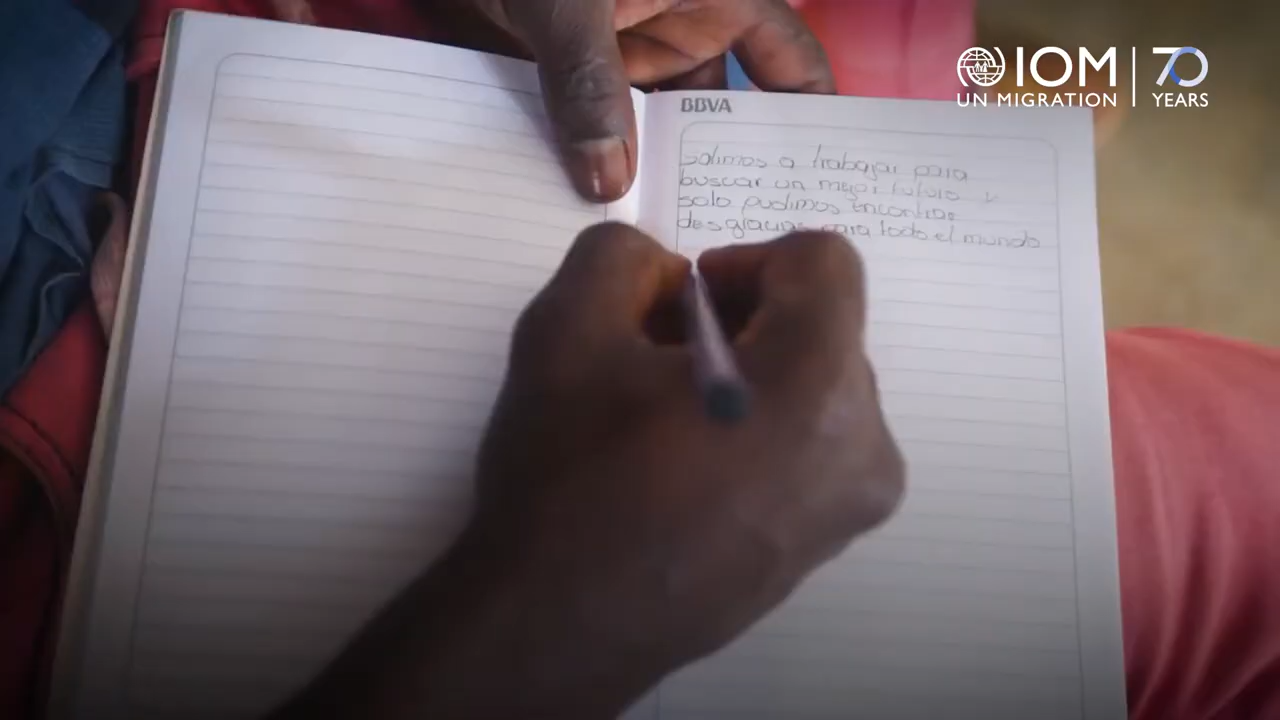 IOM
UN MIGRATION
70
YEARS
BBVA
Salimos a trabajar para
buscar un mejor futuro y
solo pudimos encontrar
desgracias para todo el mundo